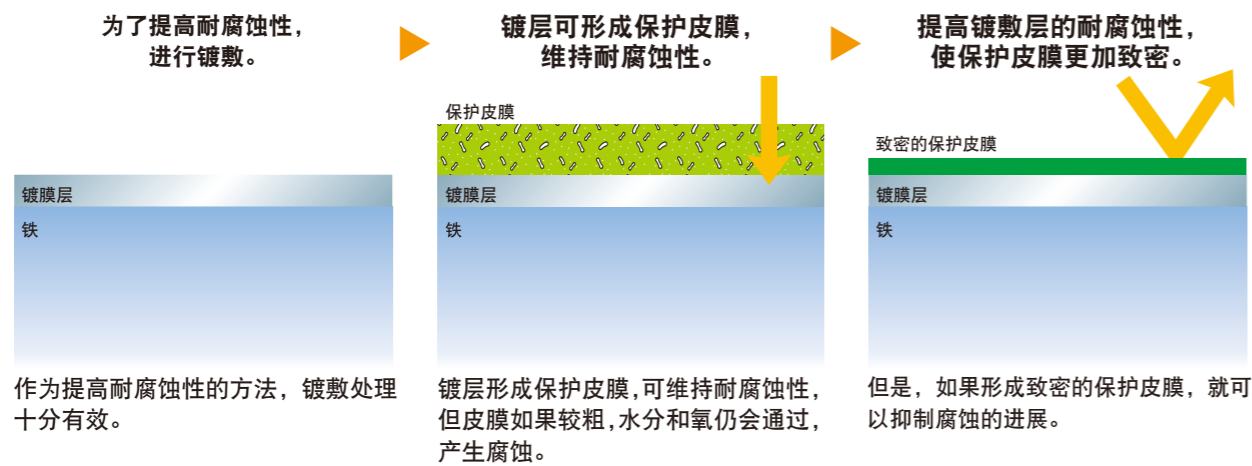 为了提高耐腐蚀性，
进行镀敷。
镀膜层
铁
作为提高耐腐蚀性的方法，镀敷处理
十分有效。
镀层可形成保护皮膜，
维持耐腐蚀性。
保护皮膜
镀膜层
铁
镀层形成保护皮膜，可维持耐腐蚀性，
但皮膜如果较粗，水分和氧仍会通过，
产生腐蚀。
提高镀敷层的耐腐蚀性，
使保护皮膜更加致密。
致密的保护皮膜
镀膜层
铁
但是，如果形成致密的保护皮膜，就可
以抑制腐蚀的进展。